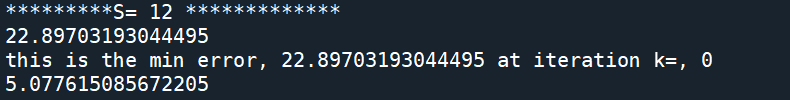 *********S= 12 *************
22.89703193044495
this is the min error, 22.89703193044495 at iteration k=, 0
5.077615085672205